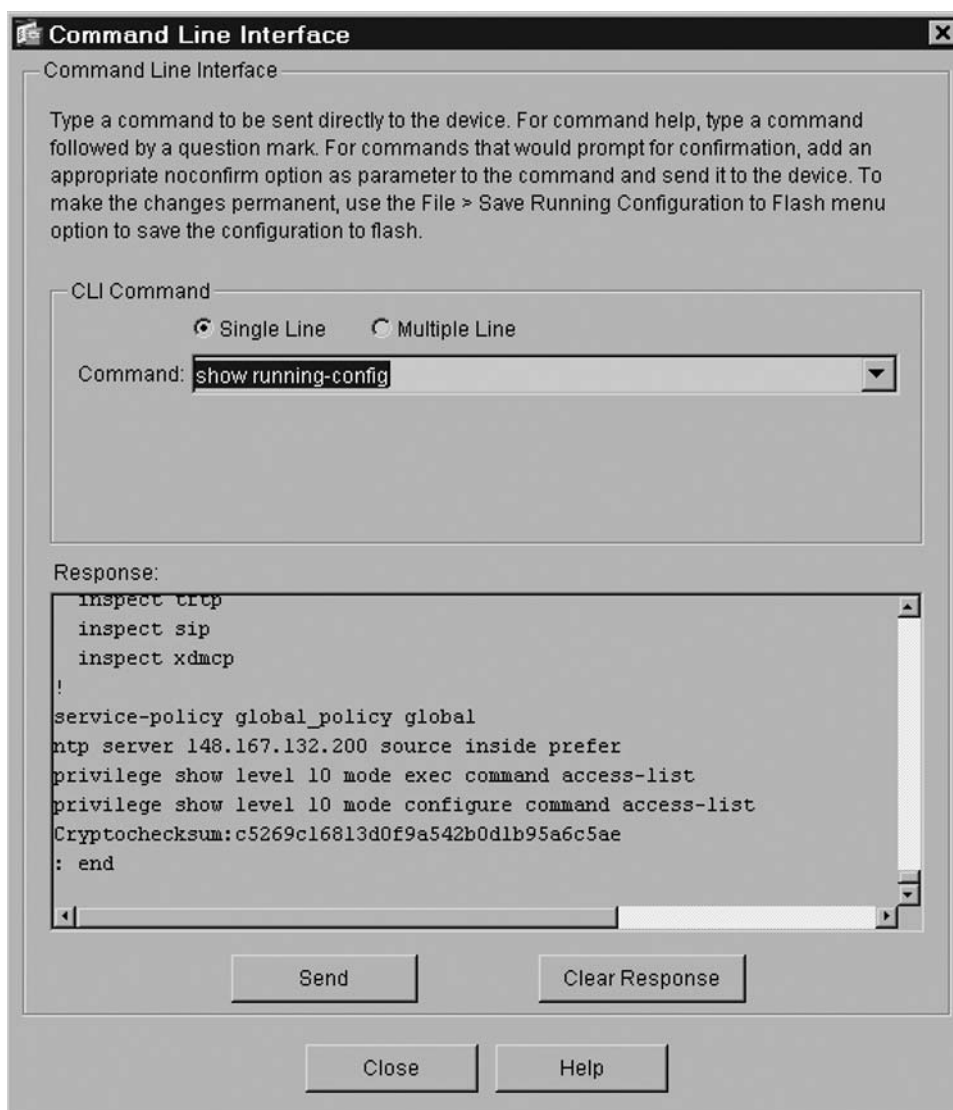 Command Line Interface
Command Line Interface
Type a command to be sent directly to the device. For command help, type a command
followed by a question mark. For commands that would prompt for confirmation, add an
appropriate noconfirm option as parameter to the command and send it to the device. To
make the changes permanent, use the File > Save Running Configuration to Flash menu
option to save the configuration to flash.
CLI Command
Single Line Multiple Line
Command: show running-config
Response:
inspect tftp
inspect sip
inspect xdmcp
!
service-policy global_policy global
ntp server 148.167.132.200 source inside prefer
privilege show level 10 mode exec command access-list
privilege show level 10 mode configure command access-list
Cryptochecksum:c5269c16813d0f9a542b0d1b95a6c5ae
: end
Send Clear Response
Close Help